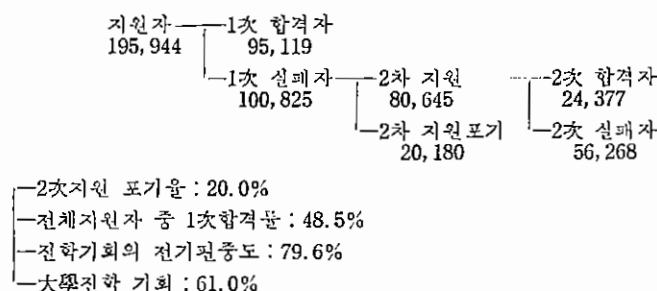 지원자 1次 합격자
195,944 95,119
1次 실패자 2차 지원 2次 합격자
100,825 80,645 24,377
2차 지원포기 2次 실패자
20,180 56,268
2次지원 포기율 : 20.0%
전체지원자 중 1次합격률 : 48.5%
진학기회의 전기편중도 : 79.6%
大學진학 기회 : 61.0%